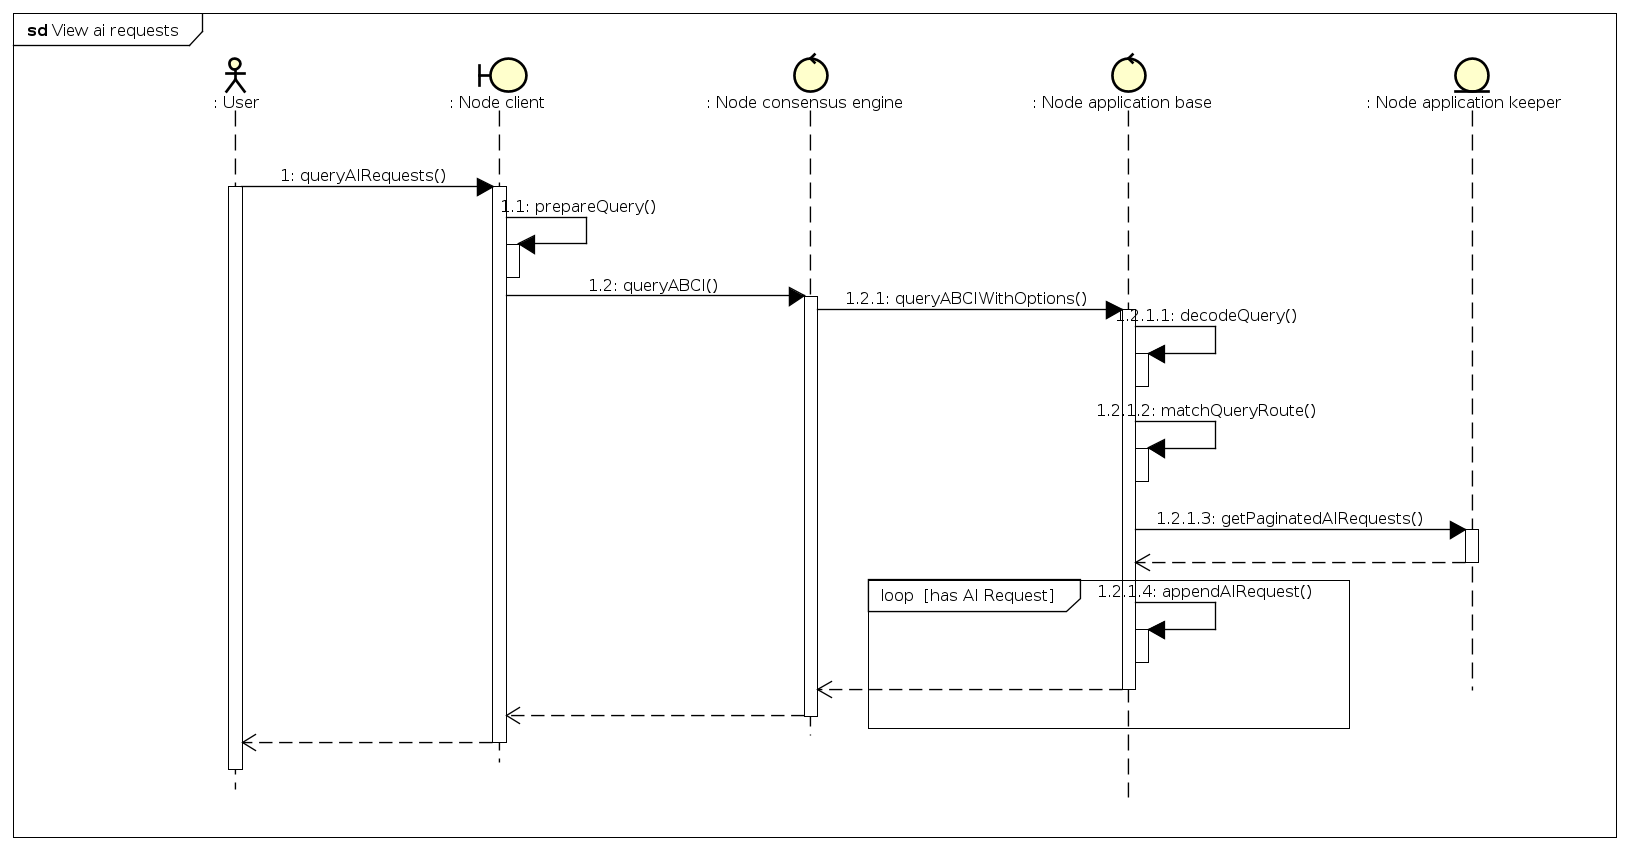 sd View ai requests
: User
: Node client
: Node consensus engine
: Node application base
: Node application keeper
1: queryAIRequests()
1.1: prepareQuery()
1.2: queryABCI()
1.2.1: queryABCIWithOptions()
1.2.1.1: decodeQuery()
1.2.1.2: matchQueryRoute()
1.2.1.3: getPaginatedAIRequests()
loop [has AI Request]
1.2.1.4: appendAIRequest()